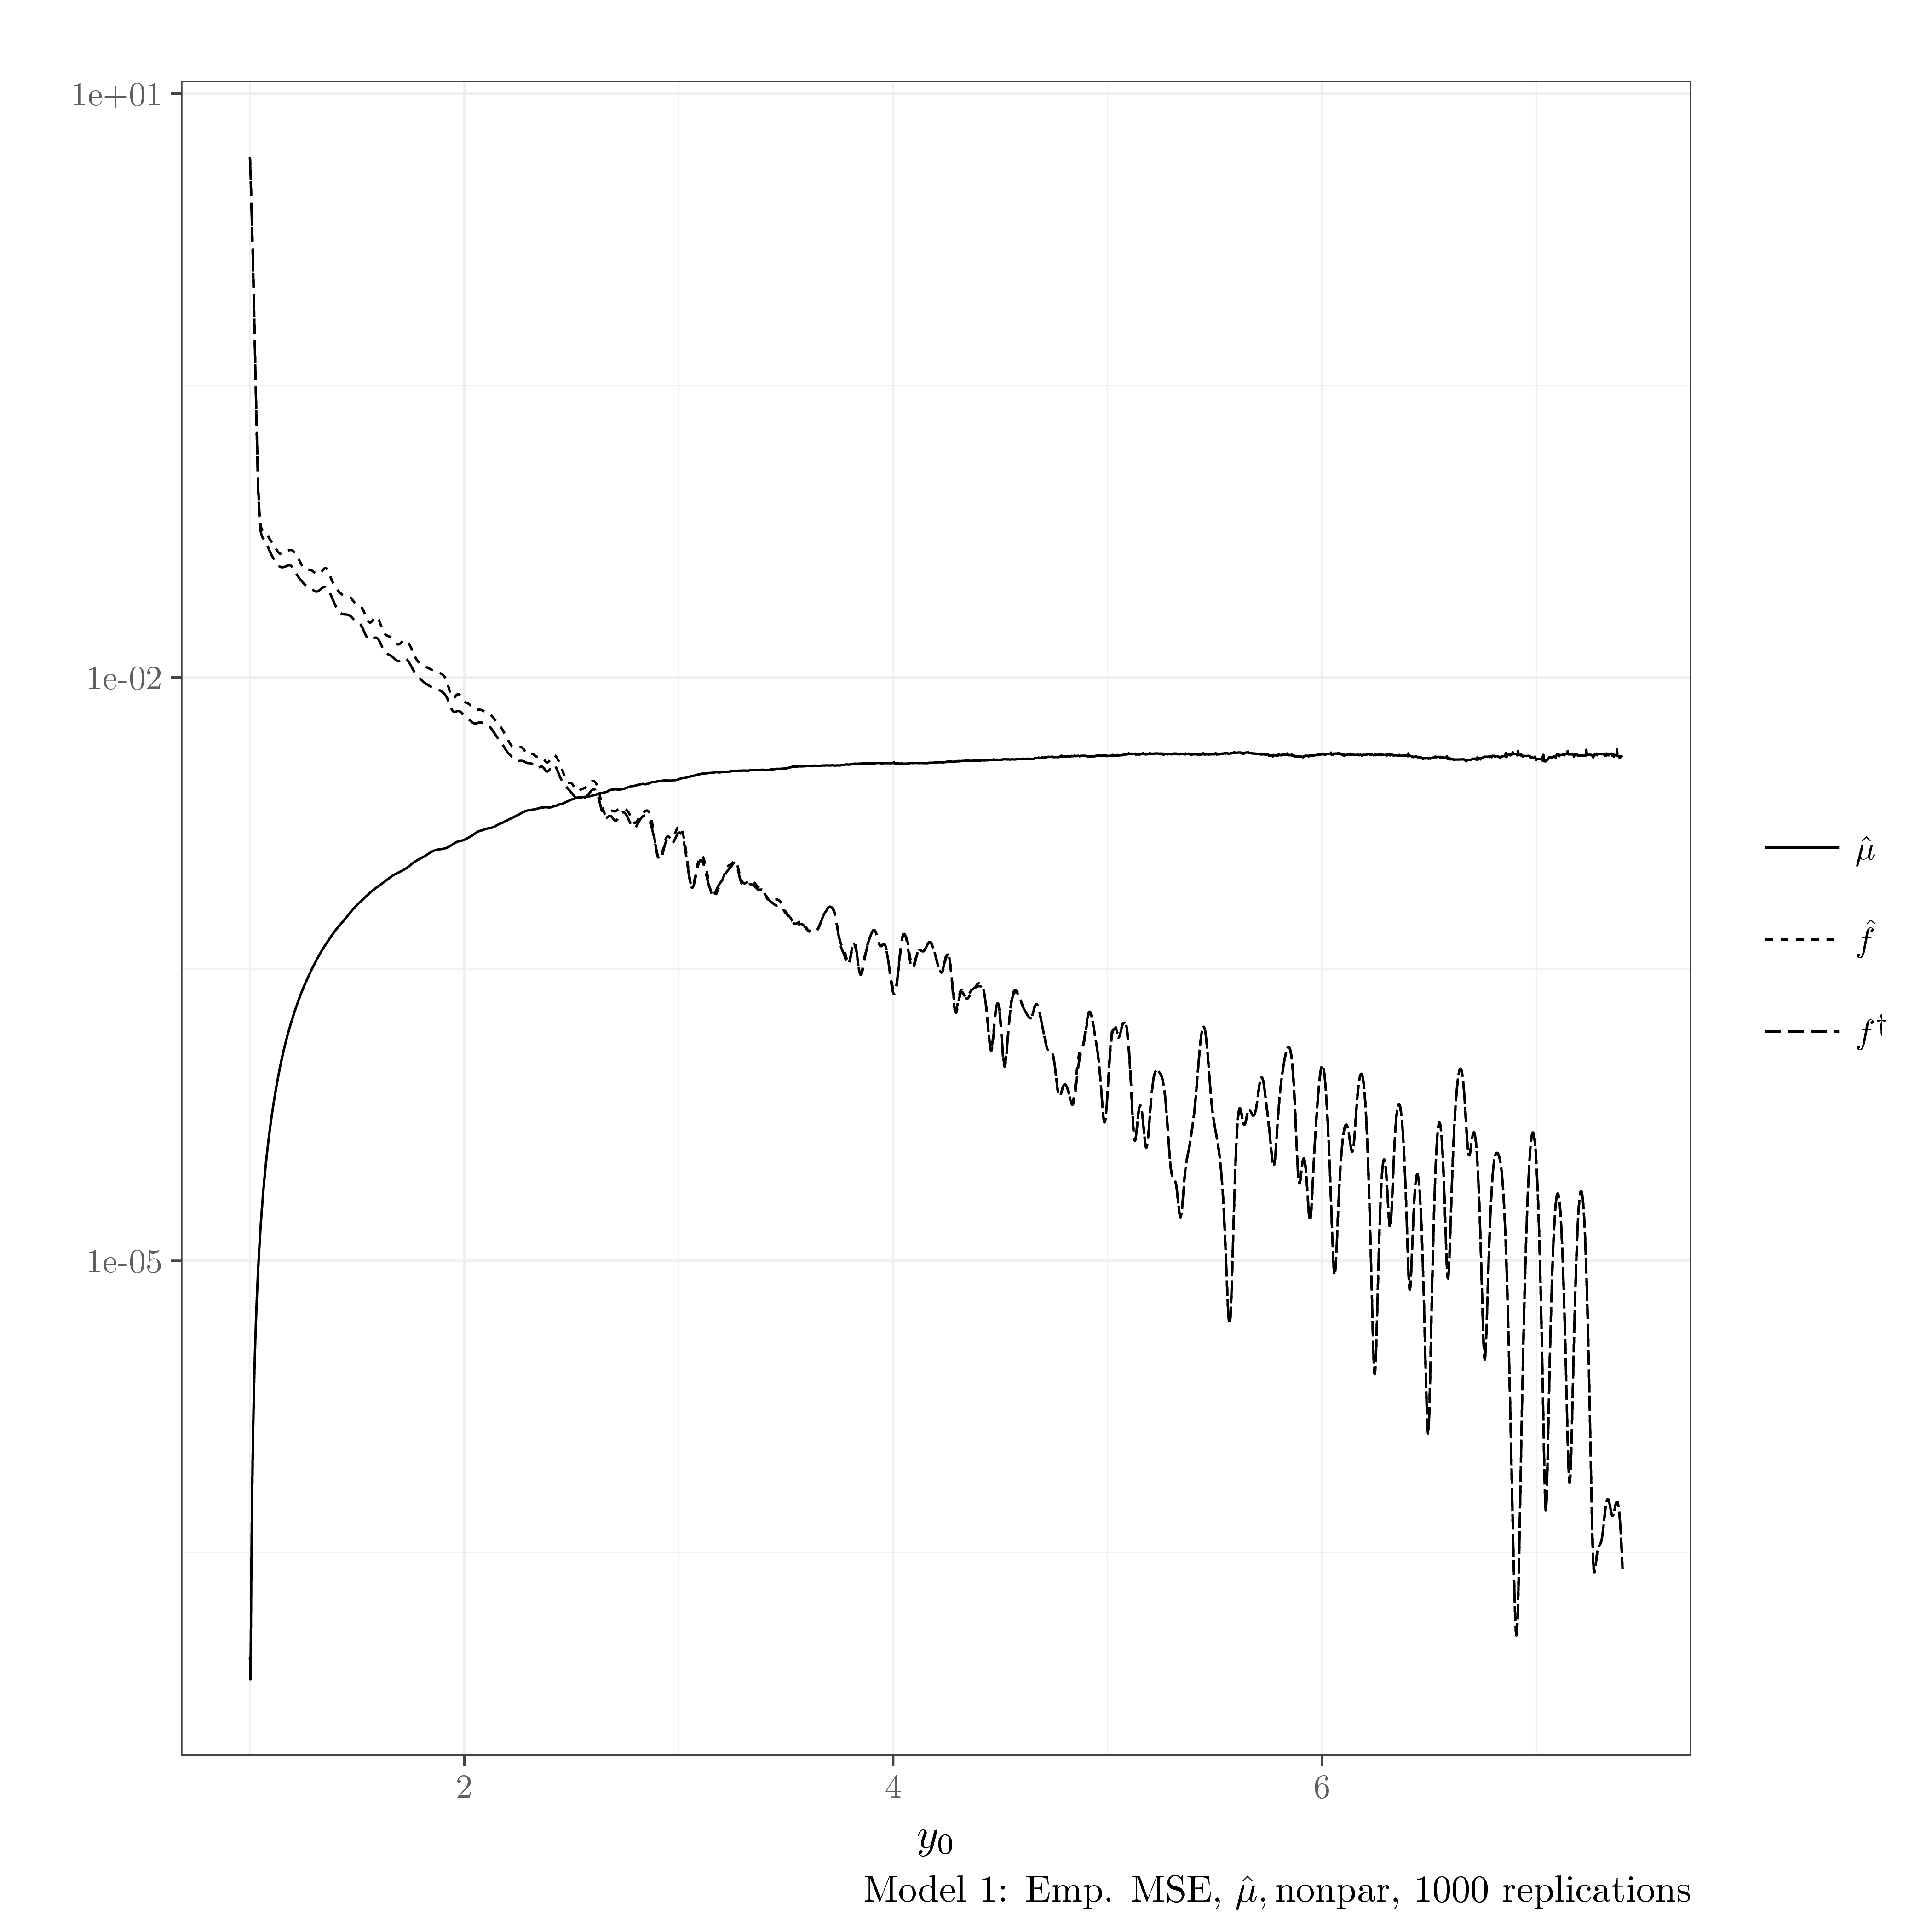 1e+01
1e-02
1e-05
2 4 6
y₀
μ̂
f̂
f†
Model 1: Emp. MSE, μ̂, nonpar, 1000 replications